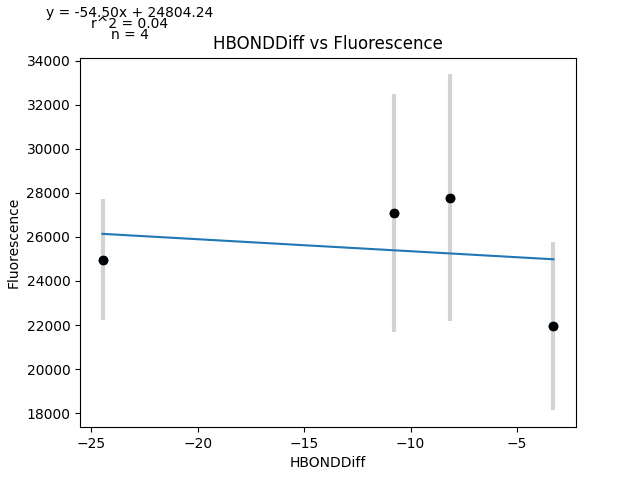 y = -54.50x + 24804.24
r^2 = 0.04
n = 4
HBONDDiff vs Fluorescence
34000
32000
30000
28000
26000
24000
22000
20000
18000
Fluorescence
−25
−20
−15
−10
−5
HBONDDiff